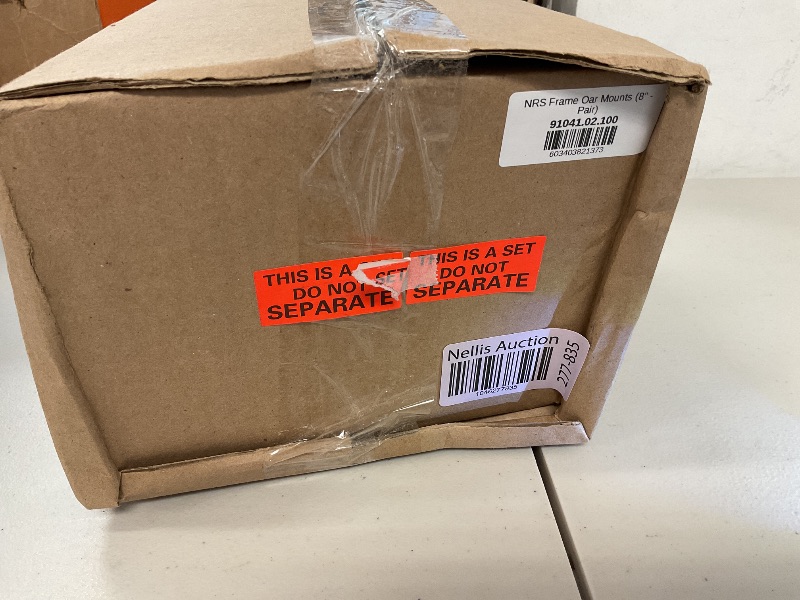 NRS Frame Oar Mounts (8" -
Pair)
91041.02.100
603403821373
THIS IS A
DO NOT SET
SEPARATE
THIS IS A SET
DO NOT
SEPARATE
Nellis Auction
277-835